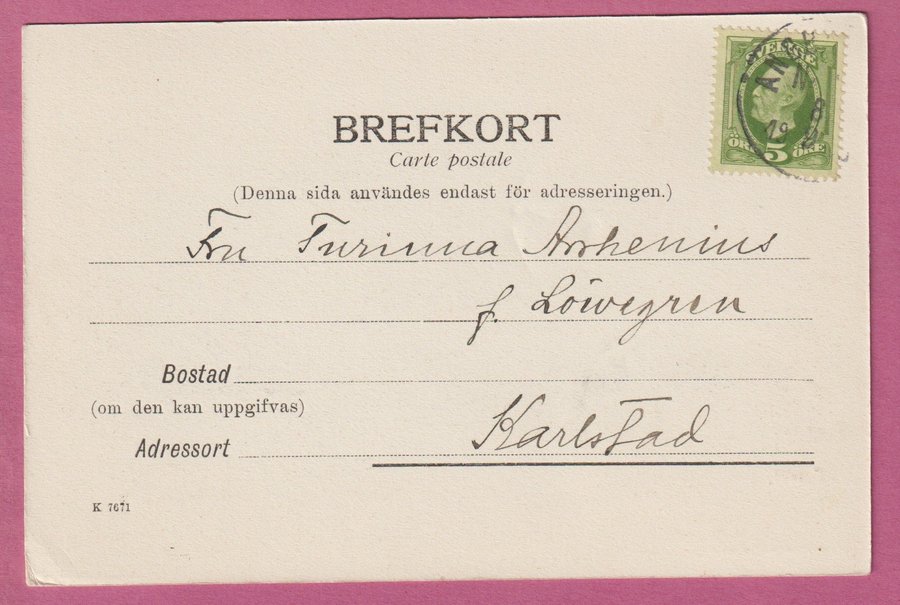 BREFKORT
Carte postale
(Denna sida användes endast för adresseringen.)
Fru Turinna Arrhenius
f. Löwegren
Bostad
(om den kan uppgifvas)
Karlstad
Adressort
K 7671
SVERIGE
ÖRE 5 ÖRE